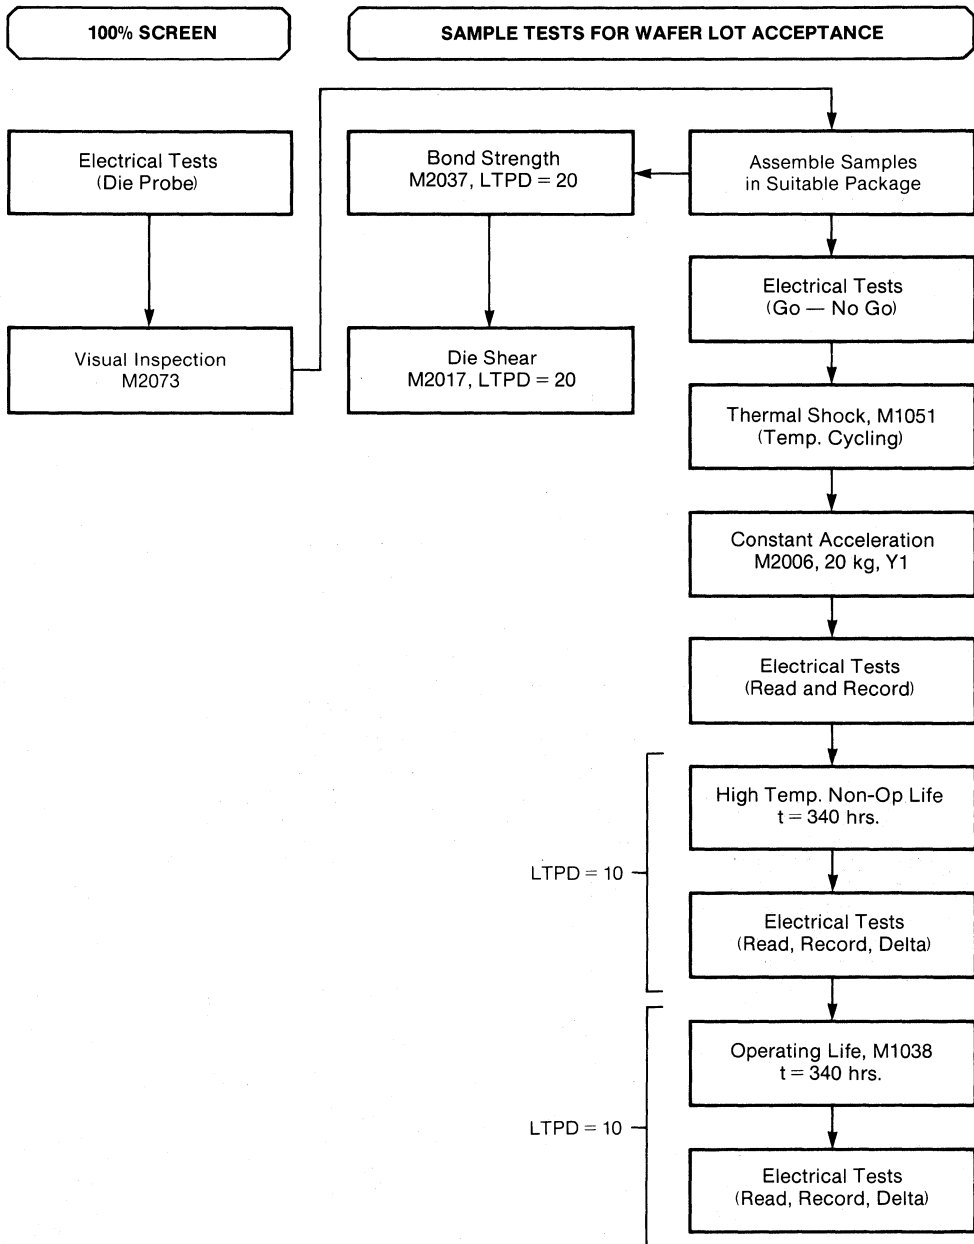 100% SCREEN
SAMPLE TESTS FOR WAFER LOT ACCEPTANCE
Electrical Tests
(Die Probe)
Visual Inspection
M2073
Bond Strength
M2037, LTPD = 20
Die Shear
M2017, LTPD = 20
Assemble Samples
in Suitable Package
Electrical Tests
(Go — No Go)
Thermal Shock, M1051
(Temp. Cycling)
Constant Acceleration
M2006, 20 kg, Y1
Electrical Tests
(Read and Record)
High Temp. Non-Op Life
t = 340 hrs.
LTPD = 10
Electrical Tests
(Read, Record, Delta)
Operating Life, M1038
t = 340 hrs.
LTPD = 10
Electrical Tests
(Read, Record, Delta)